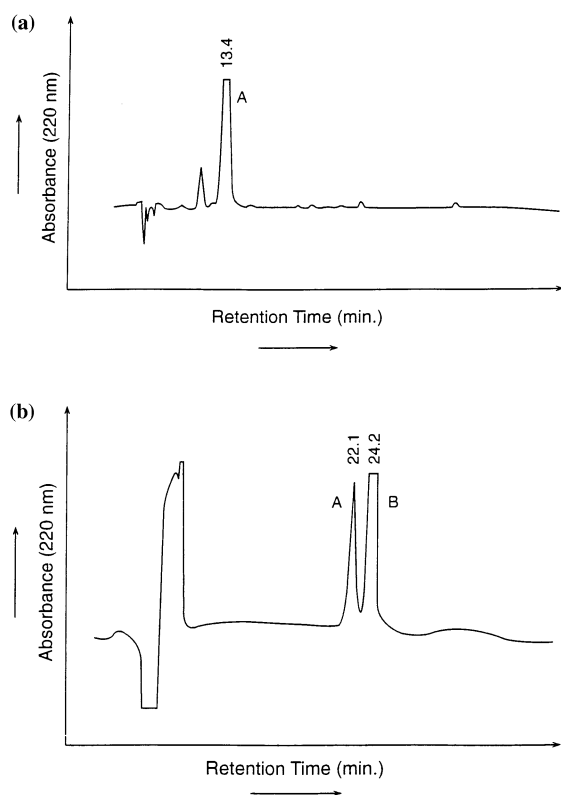 (a)
13.4
A
Absorbance (220 nm)
Retention Time (min.)
(b)
22.1
24.2
A
B
Absorbance (220 nm)
Retention Time (min.)